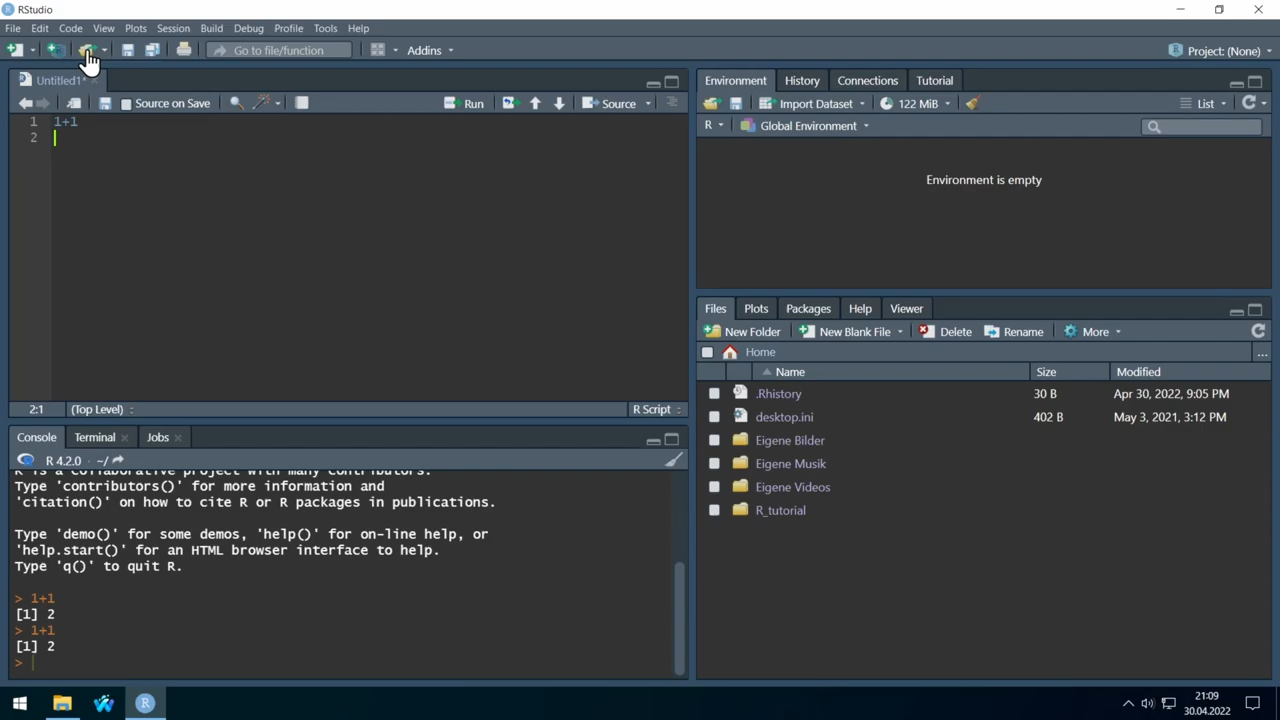 RStudio
File Edit Code View Plots Session Build Debug Profile Tools Help
Go to file/function Addins Project: (None)
Untitled1*
Source on Save Run Source
1 1+1
2
2:1 (Top Level) R Script
Console Terminal Jobs
R 4.2.0 · ~/
R is a collaborative project with many contributors.
Type 'contributors()' for more information and
'citation()' on how to cite R or R packages in publications.
Type 'demo()' for some demos, 'help()' for on-line help, or
'help.start()' for an HTML browser interface to help.
Type 'q()' to quit R.
> 1+1
[1] 2
> 1+1
[1] 2
>
Environment History Connections Tutorial
Import Dataset 122 MiB List
R Global Environment
Environment is empty
Files Plots Packages Help Viewer
New Folder New Blank File Delete Rename More
Home ...
Name Size Modified
.Rhistory 30 B Apr 30, 2022, 9:05 PM
desktop.ini 402 B May 3, 2021, 3:12 PM
Eigene Bilder
Eigene Musik
Eigene Videos
R_tutorial
21:09
30.04.2022